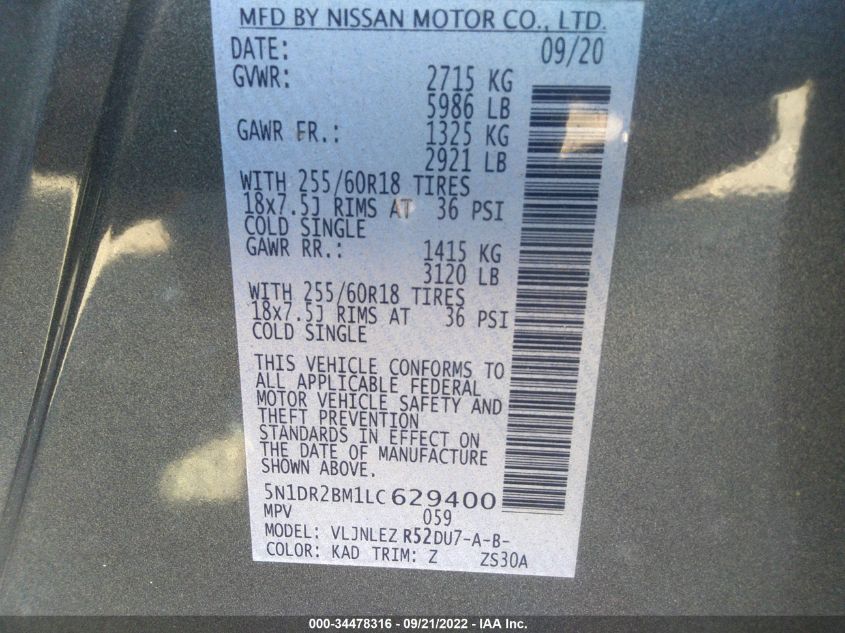 MFD BY NISSAN MOTOR CO., LTD.
DATE: 09/20
GVWR: 2715 KG
5986 LB
GAWR FR.: 1325 KG
2921 LB
WITH 255/60R18 TIRES
18x7.5J RIMS AT 36 PSI
COLD SINGLE
GAWR RR.: 1415 KG
3120 LB
WITH 255/60R18 TIRES
18x7.5J RIMS AT 36 PSI
COLD SINGLE
THIS VEHICLE CONFORMS TO
ALL APPLICABLE FEDERAL
MOTOR VEHICLE SAFETY AND
THEFT PREVENTION
STANDARDS IN EFFECT ON
THE DATE OF MANUFACTURE
SHOWN ABOVE.
5N1DR2BM1LC629400
MPV 059
MODEL: VLJNLEZ R52DU7-A-B-
COLOR: KAD TRIM: Z ZS30A
000-34478316 - 09/21/2022 - IAA Inc.